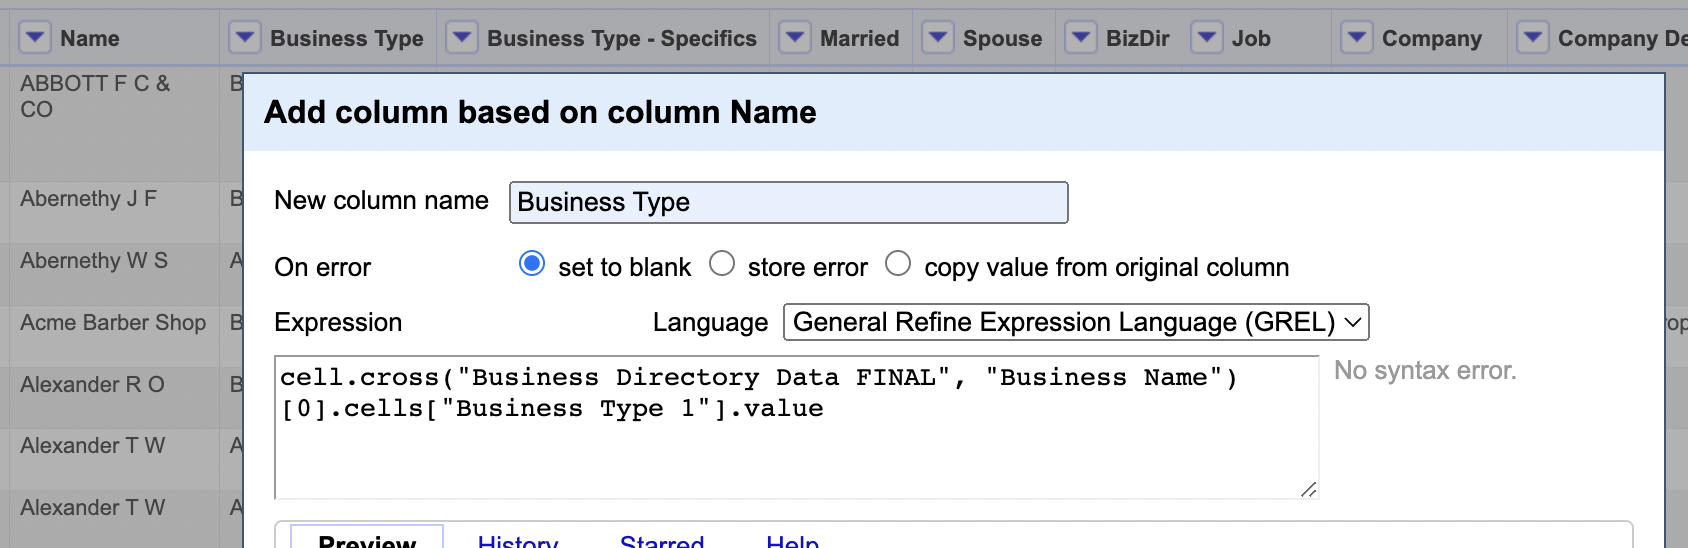 Name Business Type Business Type - Specifics Married Spouse BizDir Job Company Company De
ABBOTT F C &
CO
B
Add column based on column Name
Abernethy J F
B
New column name Business Type
Abernethy W S
A
On error set to blank store error copy value from original column
Acme Barber Shop
B
Expression Language General Refine Expression Language (GREL)
op
cell.cross("Business Directory Data FINAL", "Business Name")
[0].cells["Business Type 1"].value
No syntax error.
Alexander R O
B
Alexander T W
A
Alexander T W
A
Preview History Starred Help